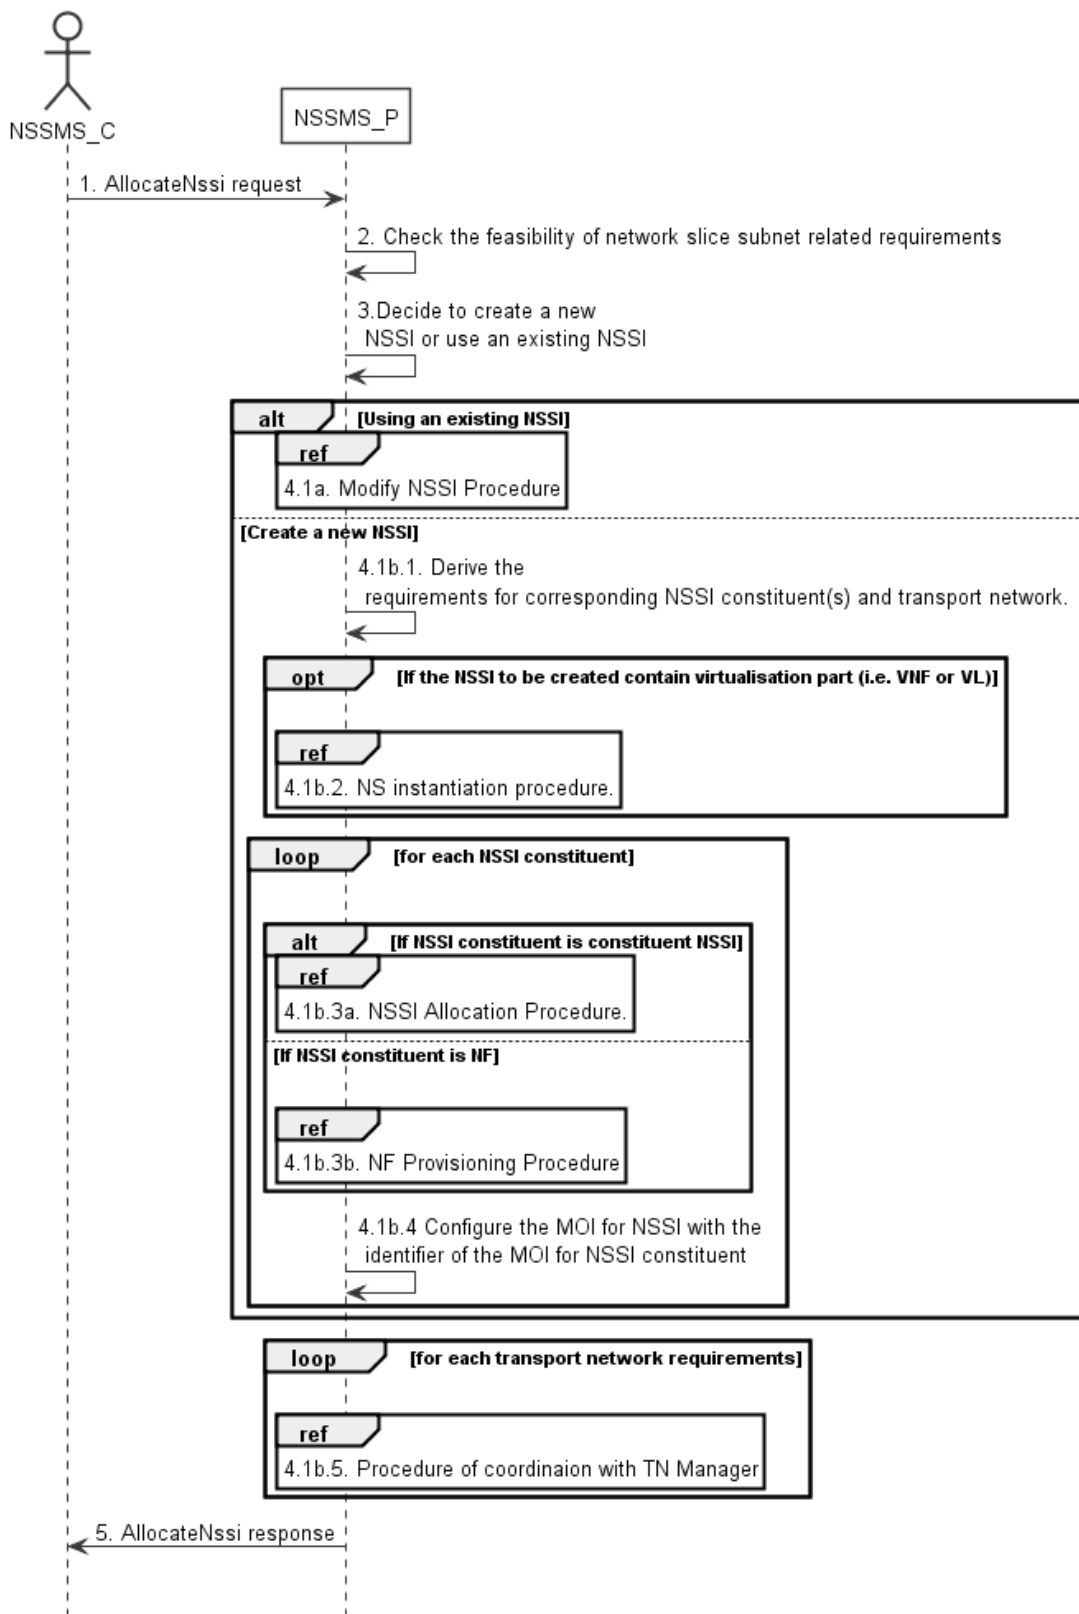 NSSMS_C
NSSMS_P
1. AllocateNssi request
2. Check the feasibility of network slice subnet related requirements
3.Decide to create a new
NSSI or use an existing NSSI
alt
[Using an existing NSSI]
ref
4.1a. Modify NSSI Procedure
[Create a new NSSI]
4.1b.1. Derive the
requirements for corresponding NSSI constituent(s) and transport network.
opt
[If the NSSI to be created contain virtualisation part (i.e. VNF or VL)]
ref
4.1b.2. NS instantiation procedure.
loop
[for each NSSI constituent]
alt
[If NSSI constituent is constituent NSSI]
ref
4.1b.3a. NSSI Allocation Procedure.
[If NSSI constituent is NF]
ref
4.1b.3b. NF Provisioning Procedure
4.1b.4 Configure the MOI for NSSI with the
identifier of the MOI for NSSI constituent
loop
[for each transport network requirements]
ref
4.1b.5. Procedure of coordinaion with TN Manager
5. AllocateNssi response